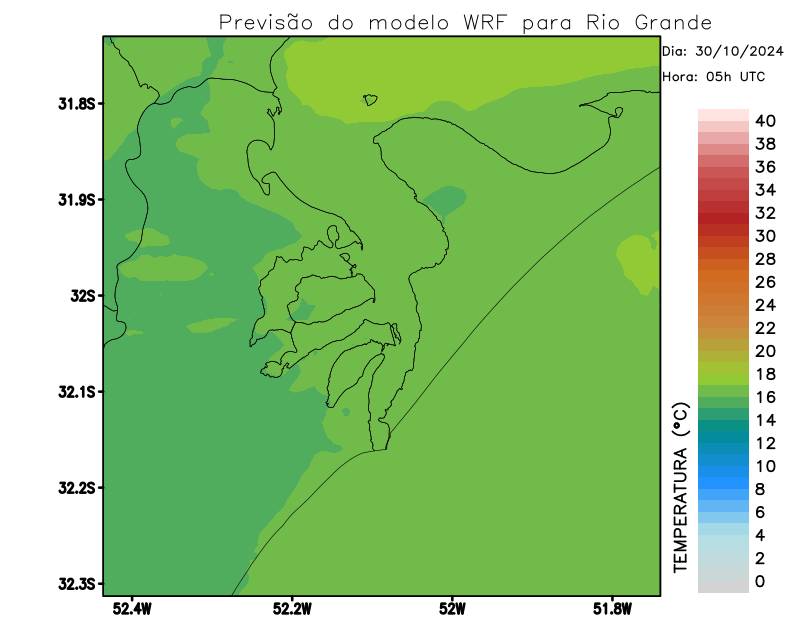 Previsão do modelo WRF para Rio Grande
Dia: 30/10/2024
Hora: 05h UTC
31.8S
31.9S
32S
32.1S
32.2S
32.3S
52.4W
52.2W
52W
51.8W
TEMPERATURA (°C)
40
38
36
34
32
30
28
26
24
22
20
18
16
14
12
10
8
6
4
2
0